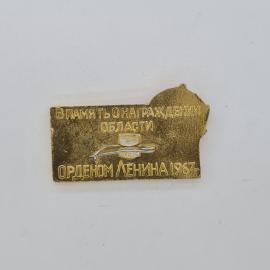 В ПАМЯТЬ О НАГРАЖДЕНИИ
ОБЛАСТИ
ОРДЕНОМ ЛЕНИНА 1967